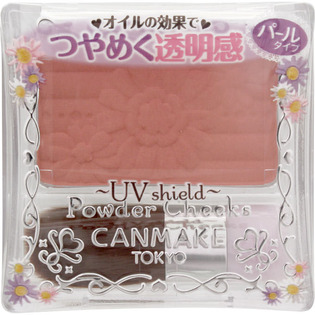 オイルの効果で
つやめく透明感
パール
タイプ
~UV shield~
Powder Cheeks
CANMAKE
TOKYO